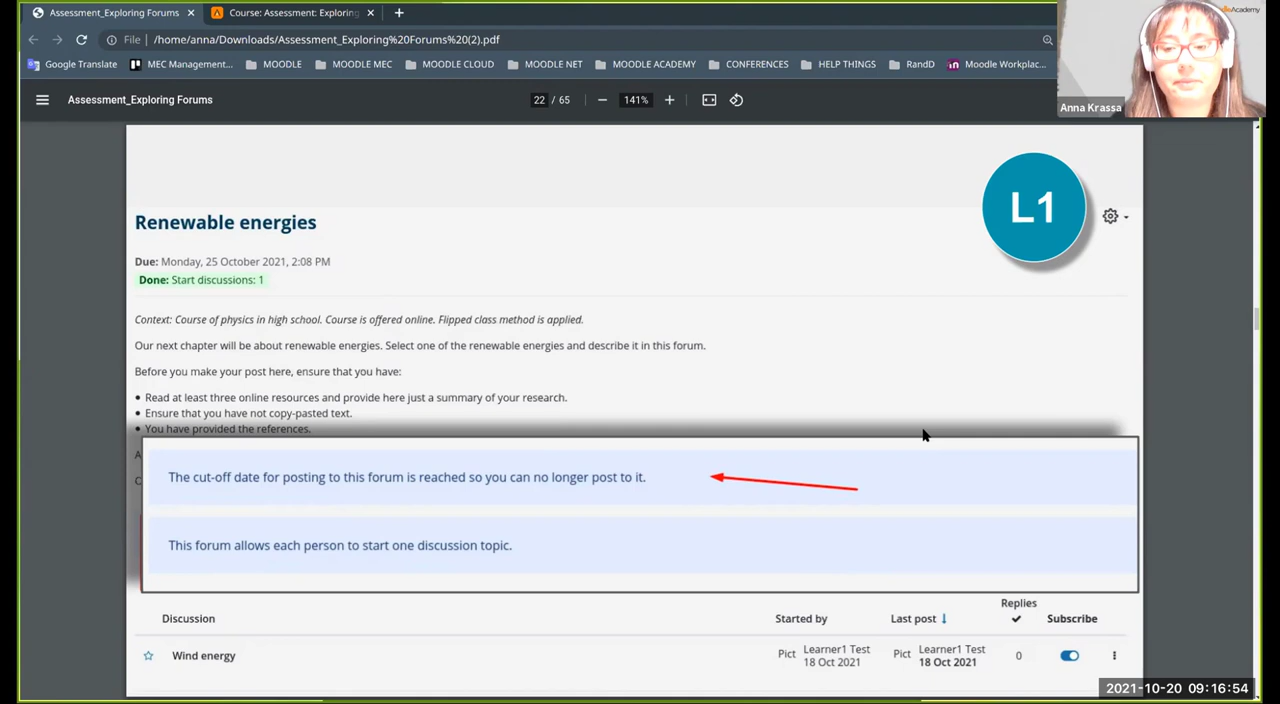 Assessment_Exploring Forums
Course: Assessment: Exploring
Academy
File | /home/anna/Downloads/Assessment_Exploring%20Forums%20(2).pdf
Google Translate MEC Management... MOODLE MOODLE MEC MOODLE CLOUD MOODLE NET MOODLE ACADEMY CONFERENCES HELP THINGS RandD Moodle Workplac...
Anna Krassa
Assessment_Exploring Forums 22 / 65 141%
L1
Renewable energies
Due: Monday, 25 October 2021, 2:08 PM
Done: Start discussions: 1
Context: Course of physics in high school. Course is offered online. Flipped class method is applied.
Our next chapter will be about renewable energies. Select one of the renewable energies and describe it in this forum.
Before you make your post here, ensure that you have:
• Read at least three online resources and provide here just a summary of your research.
• Ensure that you have not copy-pasted text.
• You have provided the references.
The cut-off date for posting to this forum is reached so you can no longer post to it.
This forum allows each person to start one discussion topic.
Discussion Started by Last post Replies Subscribe
Wind energy Pict Learner1 Test Pict Learner1 Test 0
18 Oct 2021 18 Oct 2021
2021-10-20 09:16:54